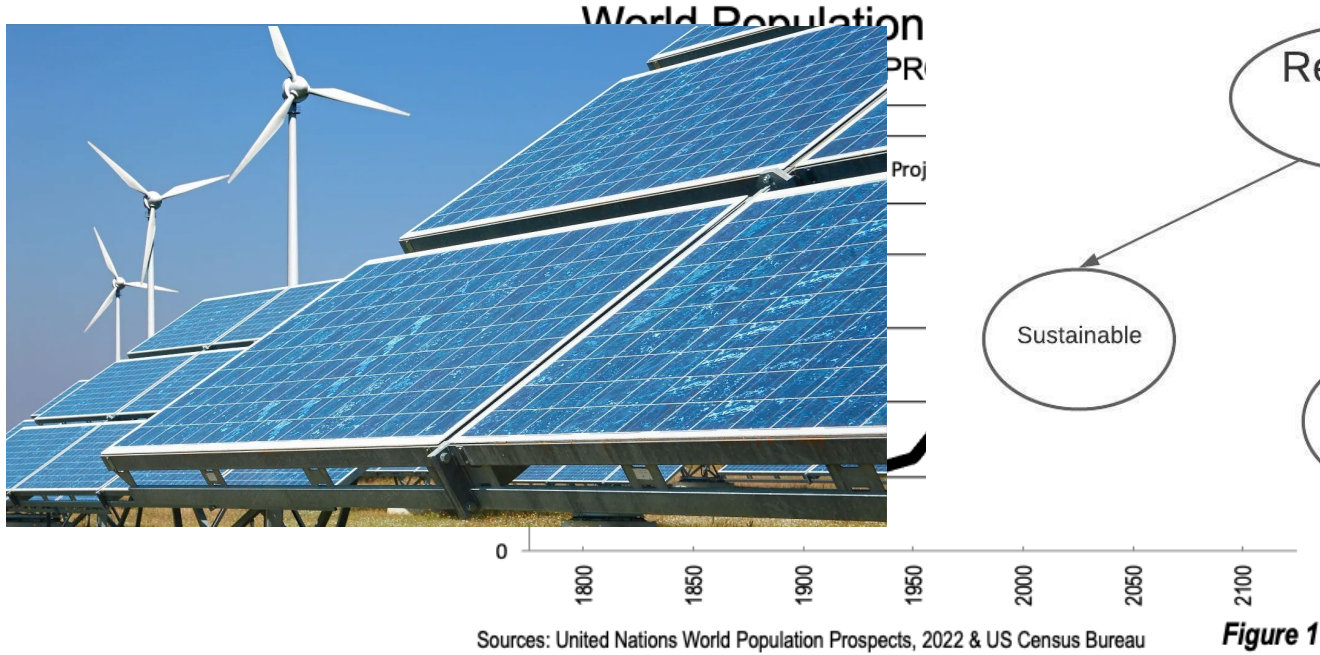 World Population
Sustainable
0
1800
1850
1900
1950
2000
2050
2100
Sources: United Nations World Population Prospects, 2022 & US Census Bureau
Figure 1